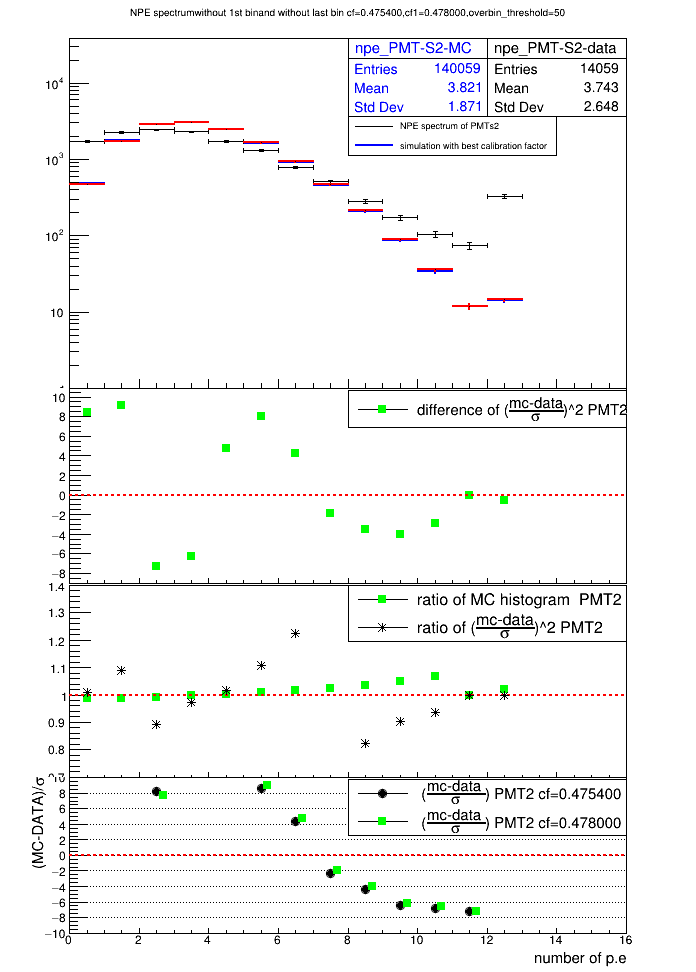 NPE spectrumwithout 1st binand without last bin cf=0.475400,cf1=0.478000,overbin_threshold=50
npe_PMT-S2-MC
Entries 140059
Mean 3.821
Std Dev 1.871
npe_PMT-S2-data
Entries 14059
Mean 3.743
Std Dev 2.648
NPE spectrum of PMTs2
simulation with best calibration factor
10^4
10^3
10^2
10
difference of (mc-data/σ)^2 PMT2
10
8
6
4
2
0
−2
−4
−6
−8
ratio of MC histogram PMT2
ratio of (mc-data/σ)^2 PMT2
1.4
1.3
1.2
1.1
1
0.9
0.8
(mc-data/σ) PMT2 cf=0.475400
(mc-data/σ) PMT2 cf=0.478000
(MC-DATA)/σ
8
6
4
2
0
−2
−4
−6
−8
−10
0 2 4 6 8 10 12 14 16
number of p.e